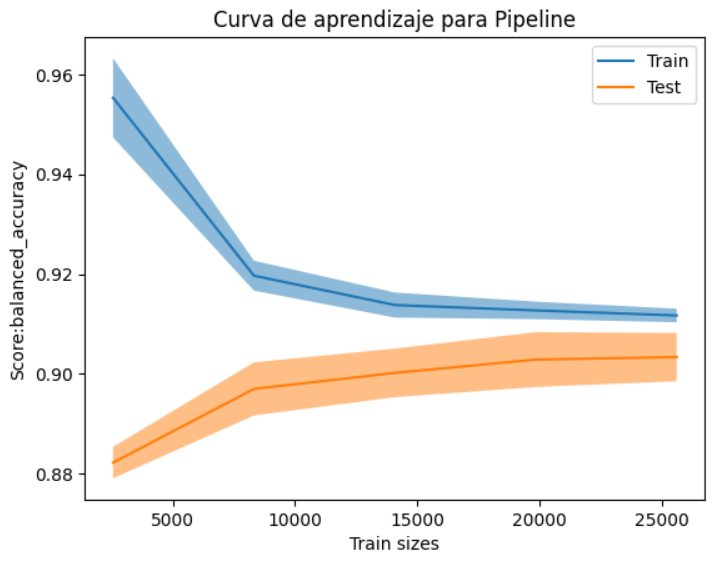 Curva de aprendizaje para Pipeline
Train
Test
0.96
0.94
0.92
0.90
0.88
Score:balanced_accuracy
5000 10000 15000 20000 25000
Train sizes